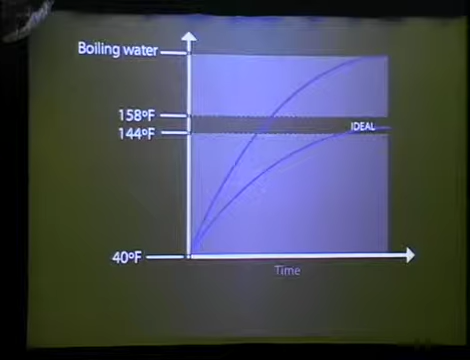 Boiling water
158ºF
144ºF
IDEAL
40ºF
Time